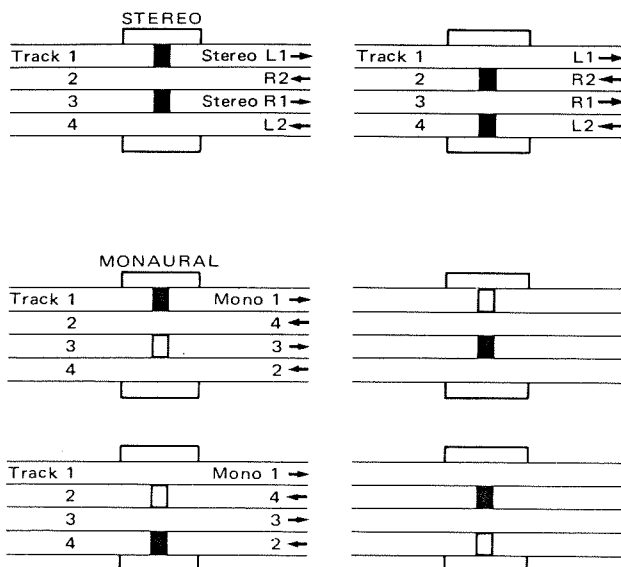 STEREO
Track 1 Stereo L1
2 R2
3 Stereo R1
4 L2
Track 1 L1
2 R2
3 R1
4 L2
MONAURAL
Track 1 Mono 1
2 4
3 3
4 2
Track 1 Mono 1
2 4
3 3
4 2